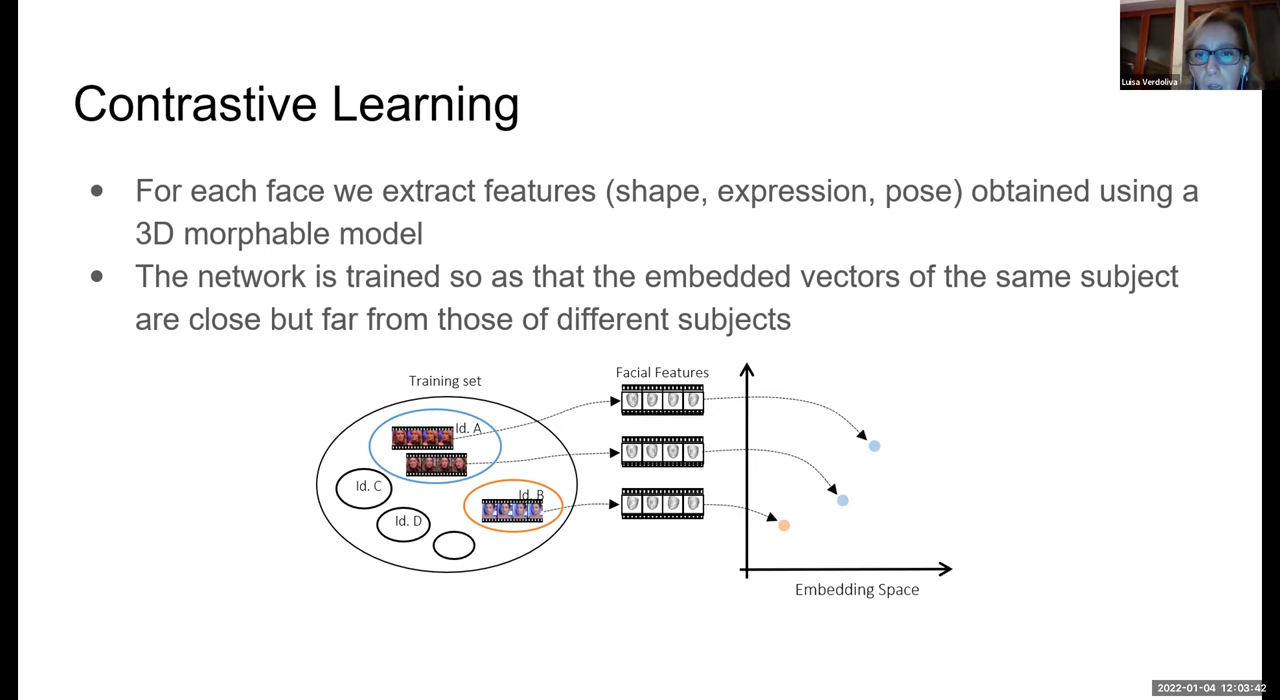 Luisa Verdoliva
Contrastive Learning
For each face we extract features (shape, expression, pose) obtained using a
3D morphable model
The network is trained so as that the embedded vectors of the same subject
are close but far from those of different subjects
Training set
Facial Features
Id. A
Id. B
Id. C
Id. D
Embedding Space
2022-01-04 12:03:42